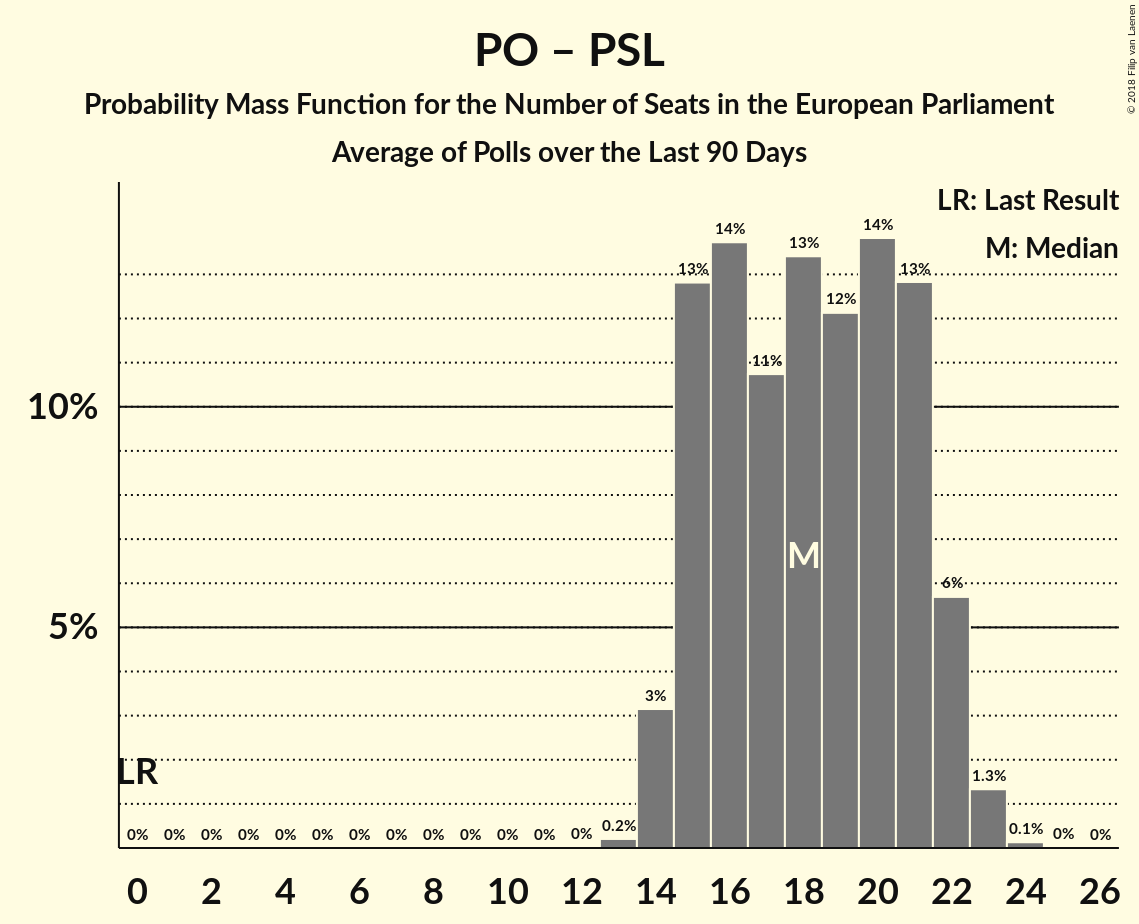 PO – PSL
Probability Mass Function for the Number of Seats in the European Parliament
Average of Polls over the Last 90 Days
© 2018 Filip van Laenen
LR: Last Result
M: Median
14%
14%
13%
13%
13%
12%
11%
10%
M
6%
5%
3%
LR
1.3%
0% 0% 0% 0% 0% 0% 0% 0% 0% 0% 0% 0% 0% 0.2% 0.1% 0% 0%
0 2 4 6 8 10 12 14 16 18 20 22 24 26